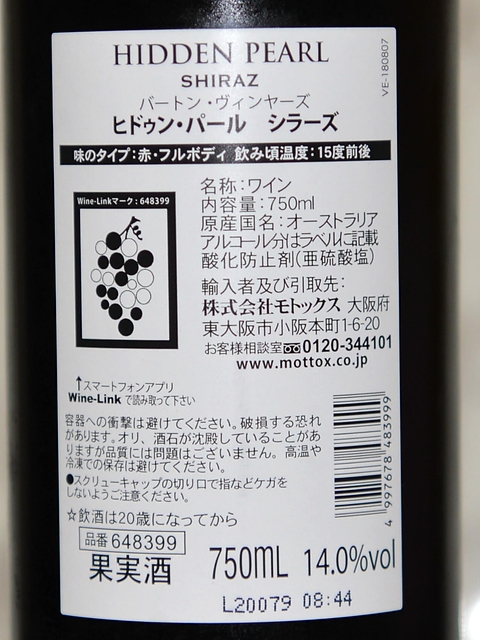 HIDDEN PEARL
SHIRAZ
VE-180807
バートン・ヴィンヤーズ
ヒドゥン・パール シラーズ
味のタイプ:赤・フルボディ 飲み頃温度:15度前後
Wine-Linkマーク:648399
名称:ワイン
内容量:750ml
原産国名:オーストラリア
アルコール分はラベルに記載
酸化防止剤(亜硫酸塩)
輸入者及び引取先:
株式会社モトックス 大阪府
東大阪市小阪本町1-6-20
お客様相談室 0120-344101
www.mottox.co.jp
↑スマートフォンアプリ
Wine-Link で読み取って下さい
容器への衝撃は避けてください。破損する恐れ
があります。オリ、酒石が沈殿していることがあ
りますが品質には問題はございません。高温や
冷凍での保存は避けてください。
●スクリューキャップの切り口で指などケガを
しないようご注意ください。
4 997678 483999
☆飲酒は20歳になってから
品番 648399
果実酒 750mL 14.0%vol
L20079 08:44